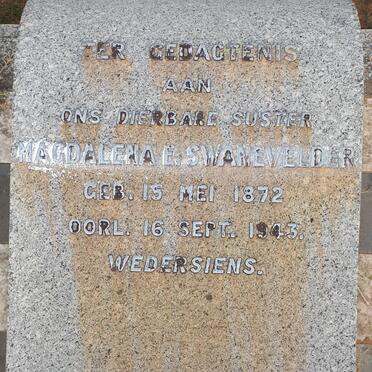 TER GEDAGTENIS
AAN
ONS DIERBARE SUSTER
MAGDALENA E. SWANEVELDER
GEB. 15 MEI 1872
OORL. 16 SEPT. 1943.
WEDERSIENS.